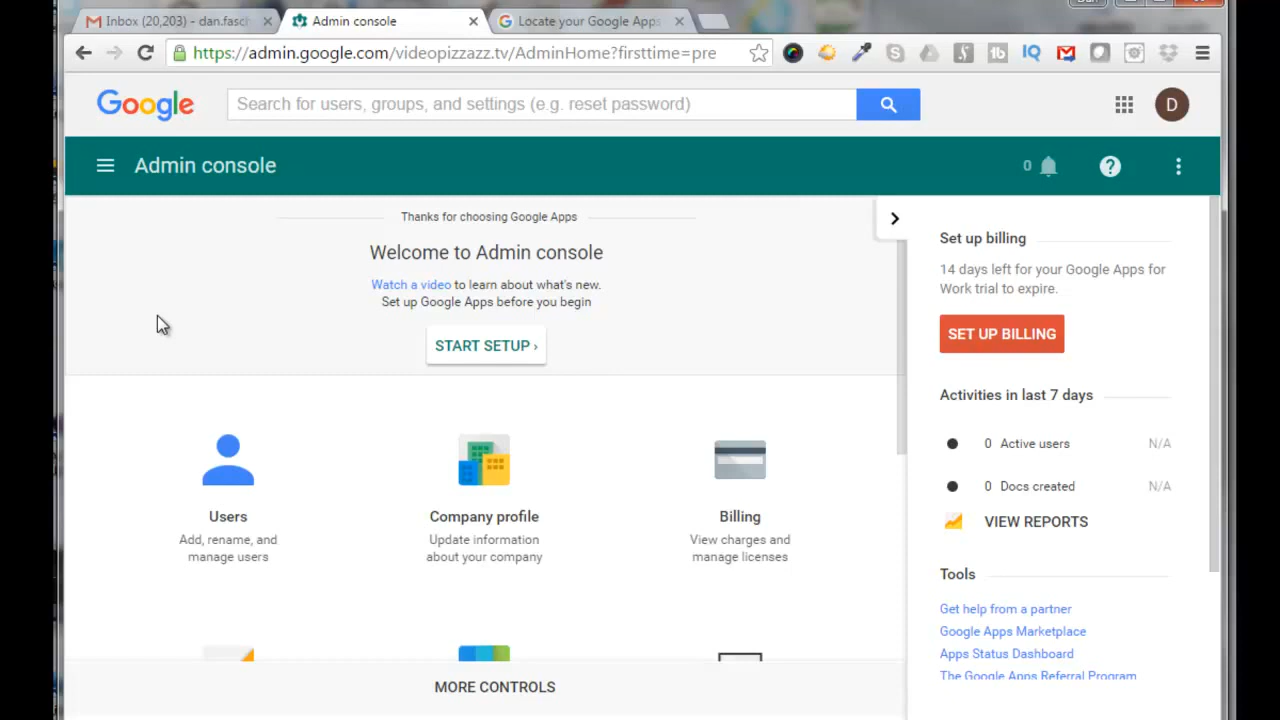 Inbox (20,203) - dan.fasch
Admin console
Locate your Google Apps
https://admin.google.com/videopizzazz.tv/AdminHome?firsttime=pre
Google
Search for users, groups, and settings (e.g. reset password)
D
Admin console
0
Thanks for choosing Google Apps
Welcome to Admin console
Watch a video to learn about what's new.
Set up Google Apps before you begin
START SETUP ›
Users
Add, rename, and
manage users
Company profile
Update information
about your company
Billing
View charges and
manage licenses
MORE CONTROLS
Set up billing
14 days left for your Google Apps for
Work trial to expire.
SET UP BILLING
Activities in last 7 days
0 Active users N/A
0 Docs created N/A
VIEW REPORTS
Tools
Get help from a partner
Google Apps Marketplace
Apps Status Dashboard
The Google Apps Referral Program